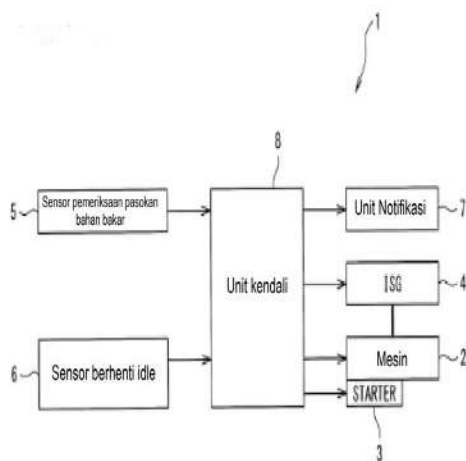 1
8
5
Sensor pemeriksaan pasokan
bahan bakar
Unit kendali
Unit Notifikasi
7
ISG
4
6
Sensor berhenti idle
Mesin
2
STARTER
3